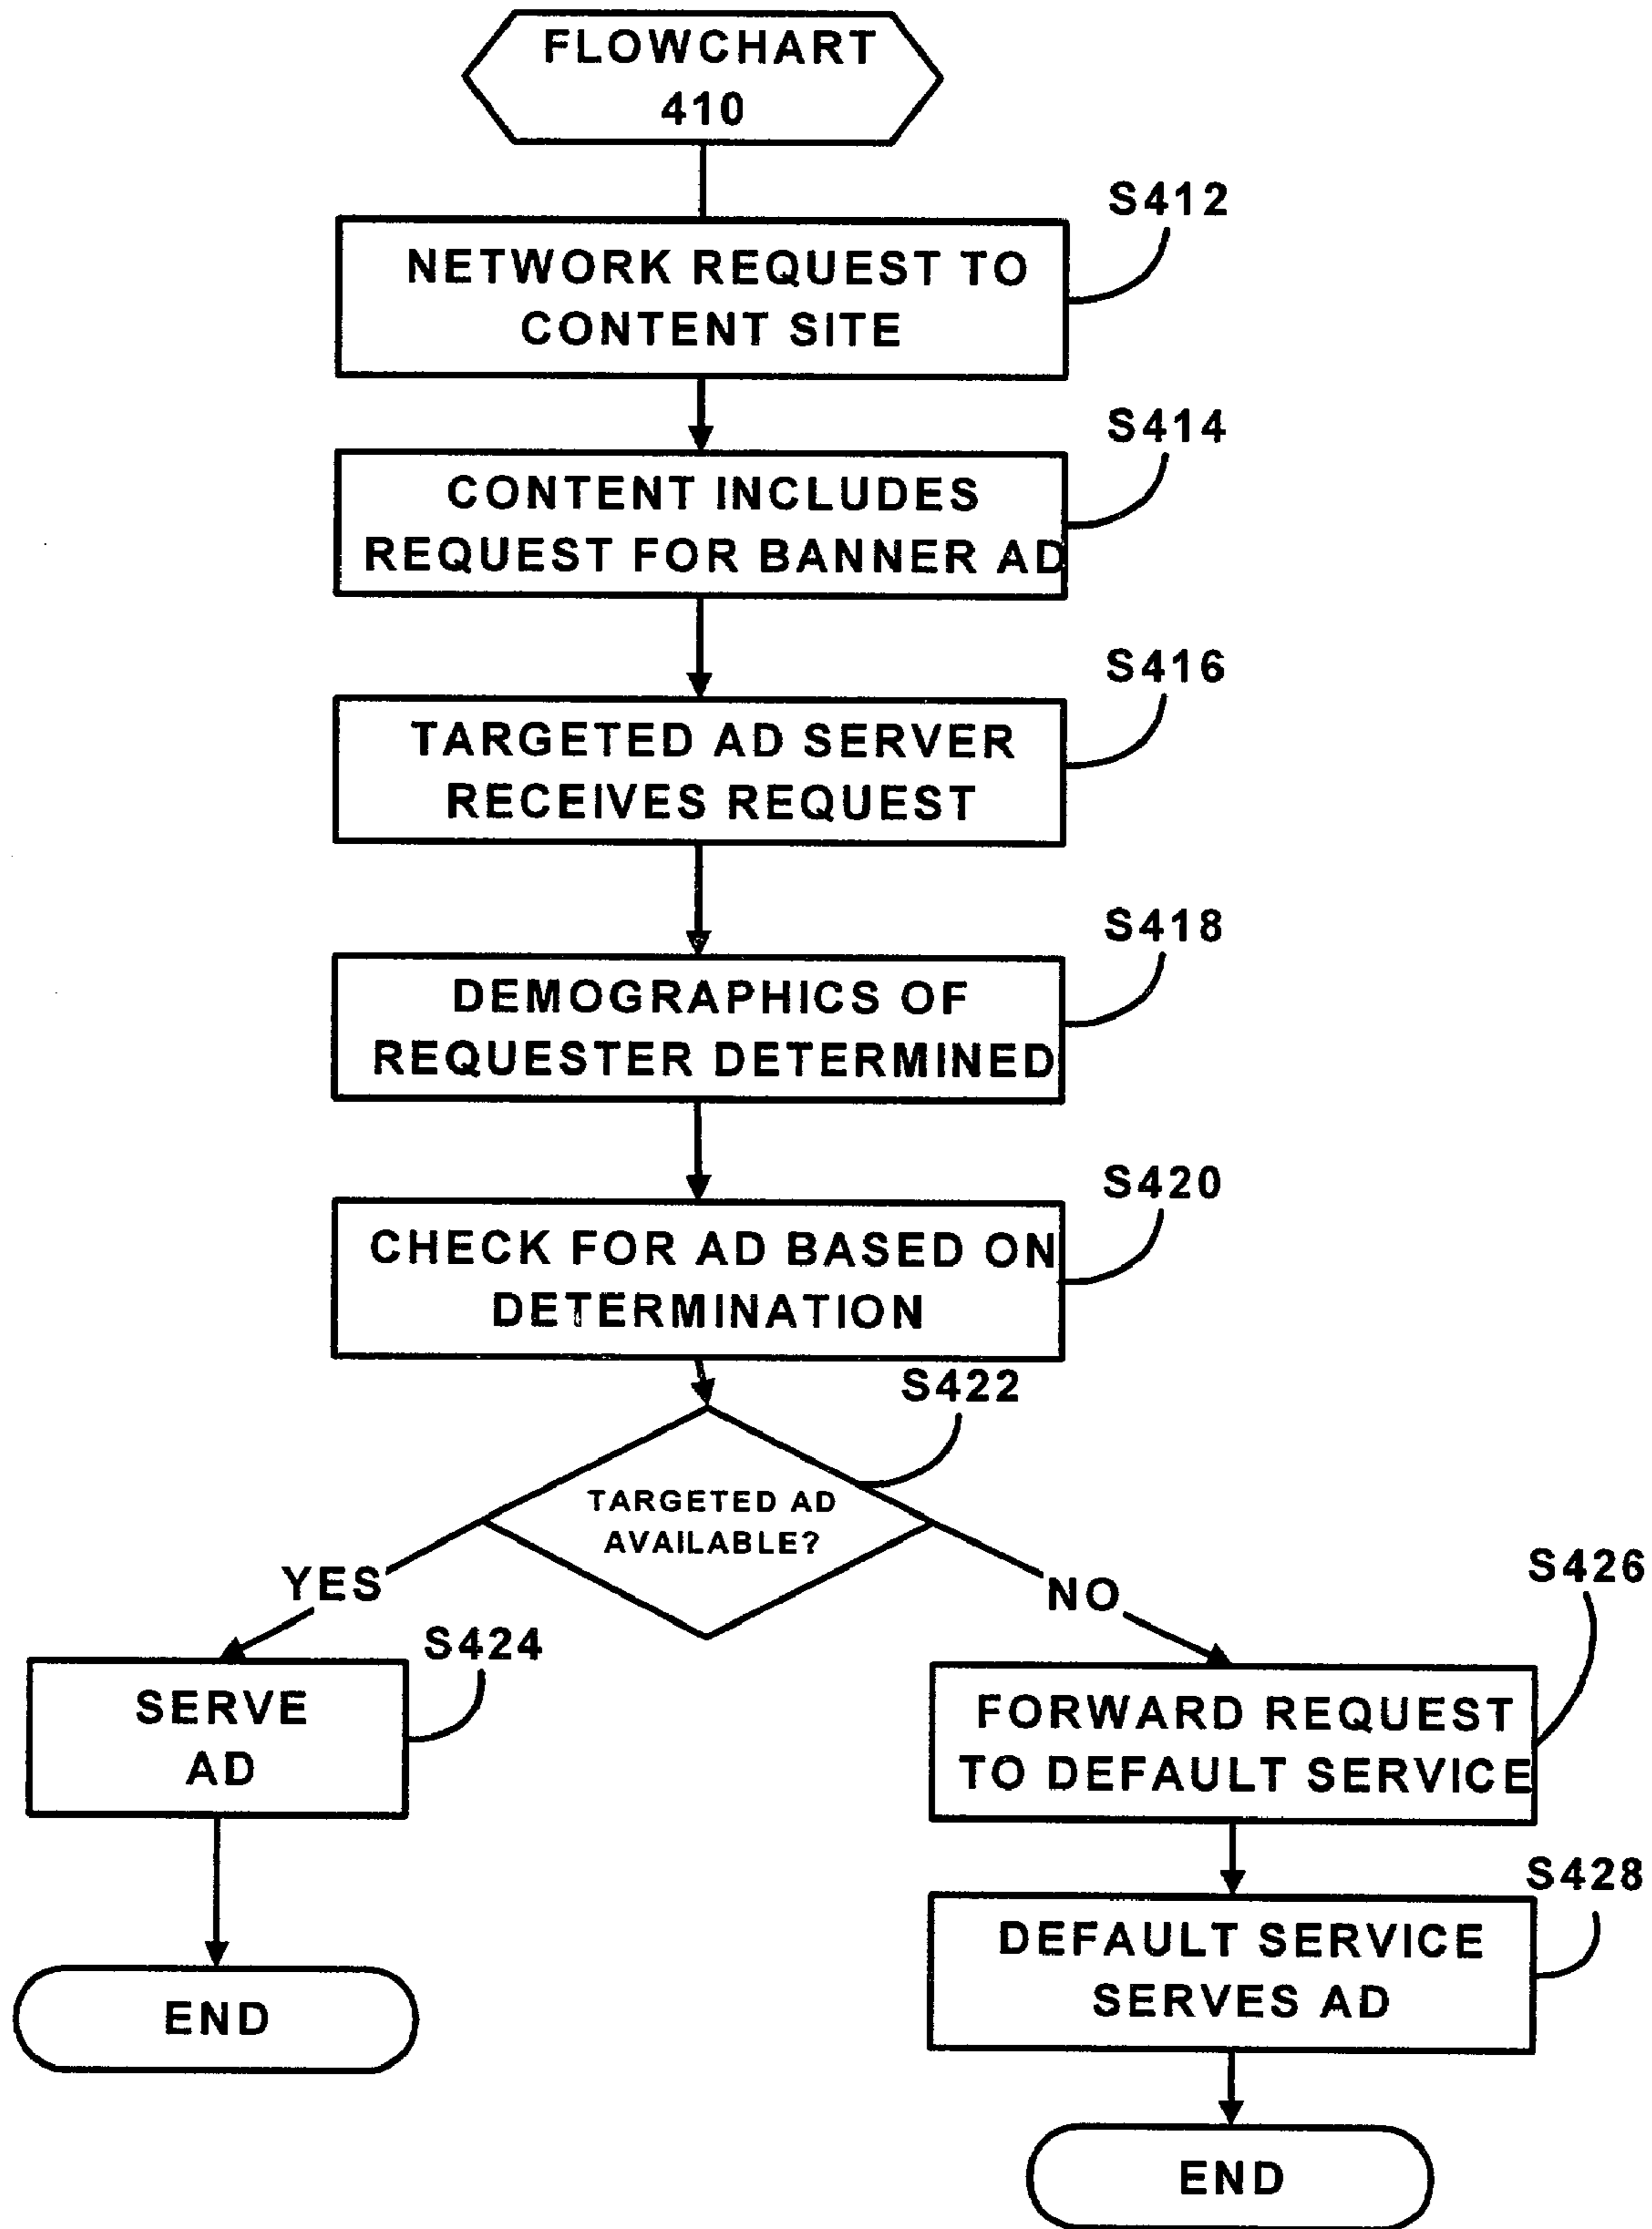 FLOWCHART
410
S412
NETWORK REQUEST TO
CONTENT SITE
S414
CONTENT INCLUDES
REQUEST FOR BANNER AD
S416
TARGETED AD SERVER
RECEIVES REQUEST
S418
DEMOGRAPHICS OF
REQUESTER DETERMINED
S420
CHECK FOR AD BASED ON
DETERMINATION
S422
TARGETED AD
AVAILABLE?
YES
NO
S424
SERVE
AD
END
S426
FORWARD REQUEST
TO DEFAULT SERVICE
S428
DEFAULT SERVICE
SERVES AD
END